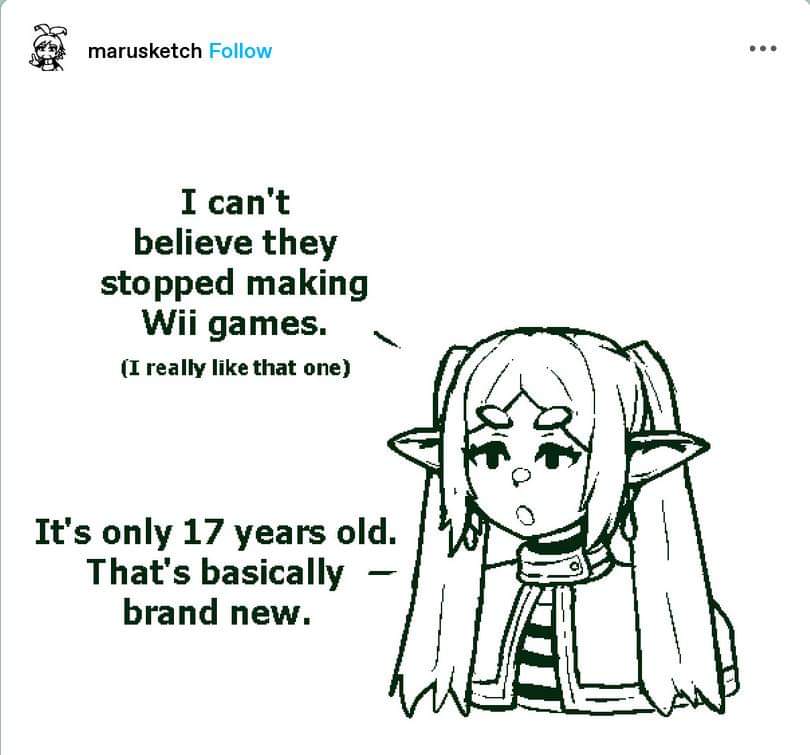 marusketch Follow
I can't
believe they
stopped making
Wii games.
(I really like that one)
It's only 17 years old.
That's basically
brand new.